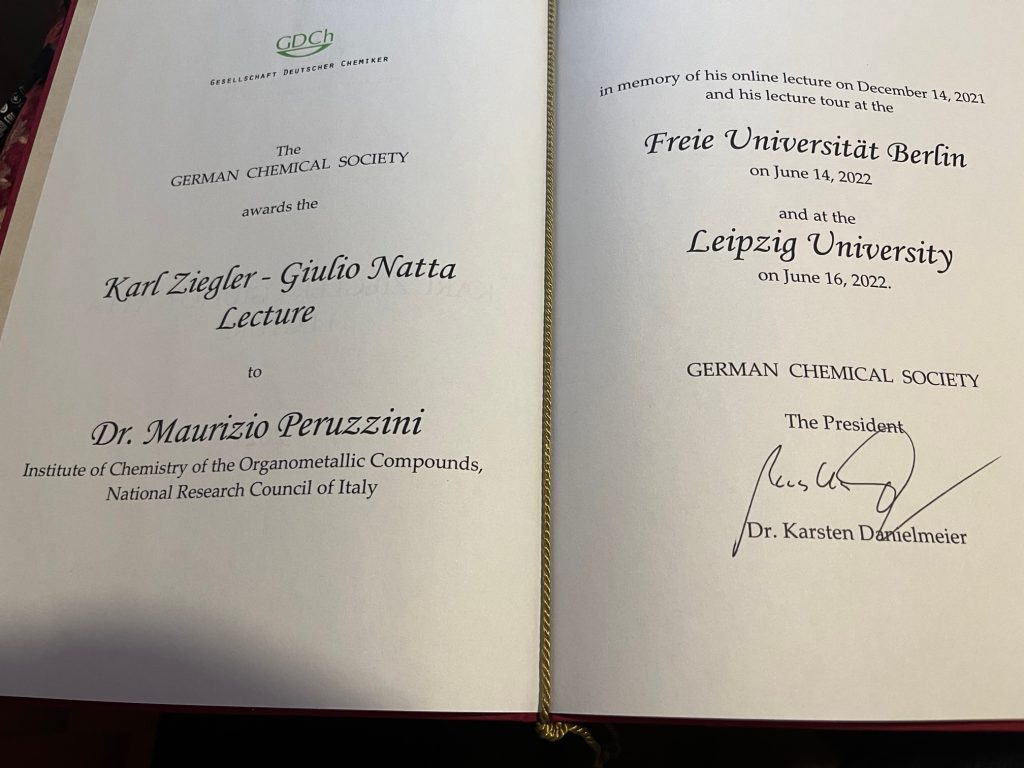 GDCh
GESELLSCHAFT DEUTSCHER CHEMIKER
The
GERMAN CHEMICAL SOCIETY
awards the
Karl Ziegler - Giulio Natta
Lecture
to
Dr. Maurizio Peruzzini
Institute of Chemistry of the Organometallic Compounds,
National Research Council of Italy
in memory of his online lecture on December 14, 2021
and his lecture tour at the
Freie Universität Berlin
on June 14, 2022
and at the
Leipzig University
on June 16, 2022.
GERMAN CHEMICAL SOCIETY
The President
Dr. Karsten Danielmeier